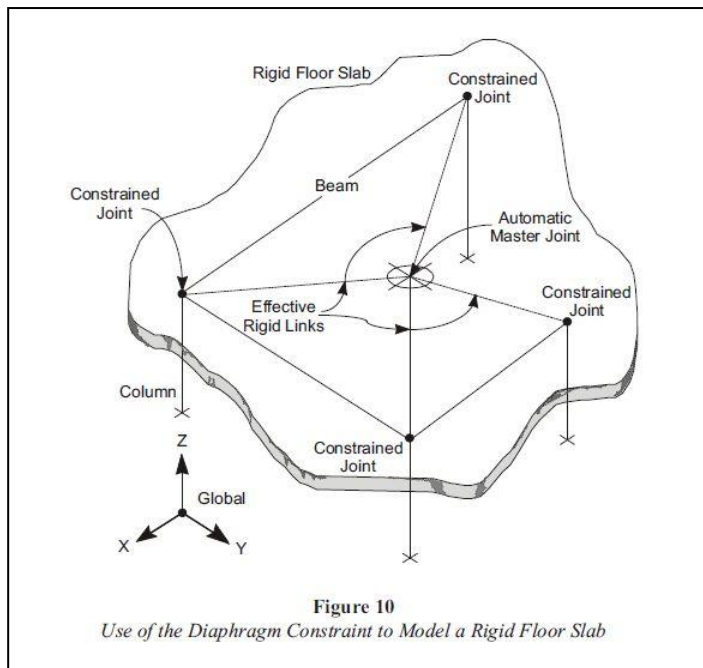 Rigid Floor Slab
Constrained
Joint
Constrained
Joint
Beam
Automatic
Master Joint
Effective
Rigid Links
Constrained
Joint
Column
Constrained
Joint
Z
Global
X
Y
Figure 10
Use of the Diaphragm Constraint to Model a Rigid Floor Slab